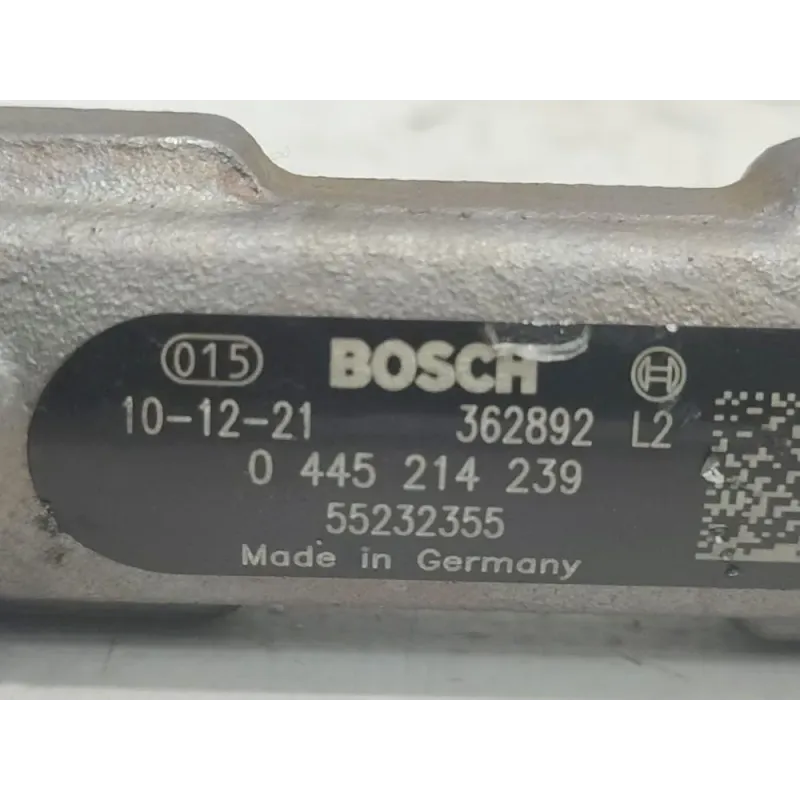 015 BOSCH
10-12-21 362892 L2
0 445 214 239
55232355
Made in Germany